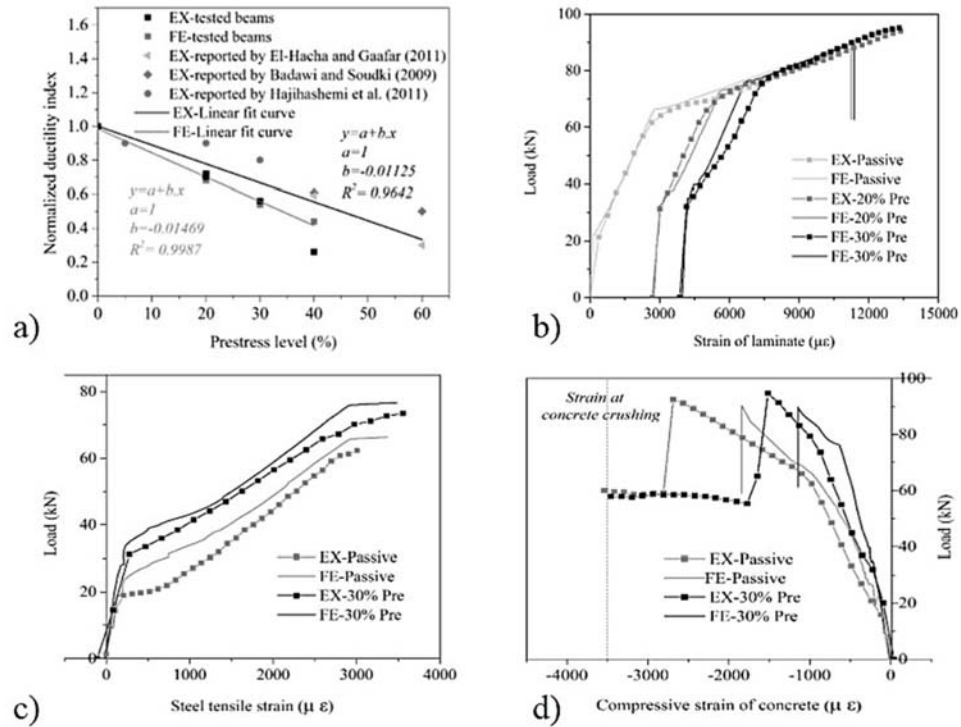 a)
1.6
1.4
1.2
1.0
0.8
0.6
0.4
0.2
0.0
Normalized ductility index
EX-tested beams
FE-tested beams
EX-reported by El-Hacha and Gaafar (2011)
EX-reported by Badawi and Soudki (2009)
EX-reported by Hajihashemi et al. (2011)
EX-Linear fit curve
FE-Linear fit curve
y=a+b.x
a=1
b=-0.01125
R²= 0.9642
y=a+b.x
a=1
b=-0.01469
R²= 0.9987
0 10 20 30 40 50 60
Prestress level (%)
b)
100
80
60
40
20
0
Load (kN)
EX-Passive
FE-Passive
EX-20% Pre
FE-20% Pre
FE-30% Pre
FE-30% Pre
0 3000 6000 9000 12000 15000
Strain of laminate (με)
c)
80
60
40
20
0
Load (kN)
EX-Passive
FE-Passive
EX-30% Pre
FE-30% Pre
0 1000 2000 3000 4000
Steel tensile strain (μ ε)
d)
Strain at
concrete crushing
100
80
60
40
20
0
Load (kN)
EX-Passive
FE-Passive
EX-30% Pre
FE-30% Pre
-4000 -3000 -2000 -1000 0
Compressive strain of concrete (μ ε)